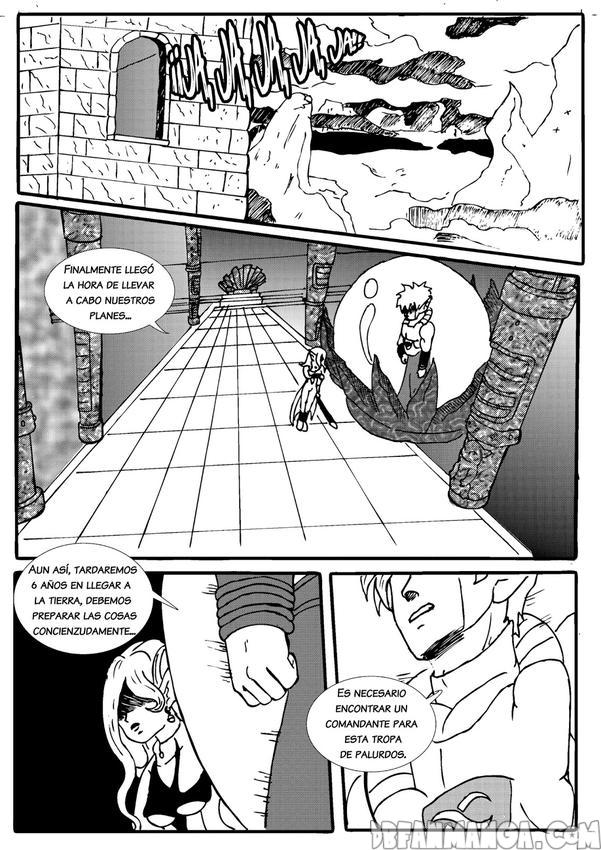 ¡¡JA, JA, JA, JA, JA!!
FINALMENTE LLEGÓ
LA HORA DE LLEVAR
A CABO NUESTROS
PLANES...
AUN ASÍ, TARDAREMOS
6 AÑOS EN LLEGAR A
LA TIERRA, DEBEMOS
PREPARAR LAS COSAS
CONCIENZUDAMENTE...
ES NECESARIO
ENCONTRAR UN
COMANDANTE PARA
ESTA TROPA
DE PALURDOS.
DBFANMANGA.COM